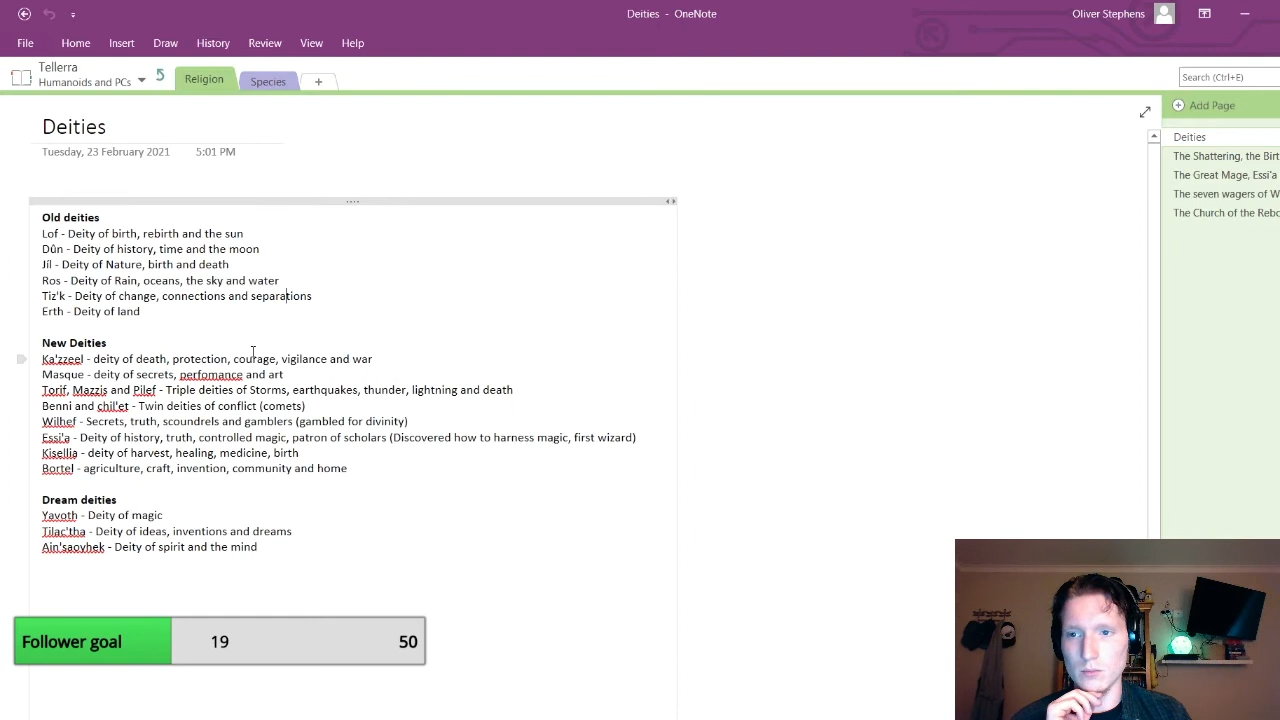 Deities - OneNote
Oliver Stephens
File Home Insert Draw History Review View Help
Tellerra
Humanoids and PCs
Religion
Species
Search (Ctrl+E)
Add Page
Deities
Tuesday, 23 February 2021 5:01 PM
Old deities
Lof - Deity of birth, rebirth and the sun
Dûn - Deity of history, time and the moon
Jíl - Deity of Nature, birth and death
Ros - Deity of Rain, oceans, the sky and water
Tiz'k - Deity of change, connections and separations
Erth - Deity of land
New Deities
Ka'zzeel - deity of death, protection, courage, vigilance and war
Masque - deity of secrets, perfomance and art
Torif, Mazzis and Pilef - Triple deities of Storms, earthquakes, thunder, lightning and death
Benni and chil'et - Twin deities of conflict (comets)
Wilhef - Secrets, truth, scoundrels and gamblers (gambled for divinity)
Essi'a - Deity of history, truth, controlled magic, patron of scholars (Discovered how to harness magic, first wizard)
Kisellia - deity of harvest, healing, medicine, birth
Bortel - agriculture, craft, invention, community and home
Dream deities
Yavoth - Deity of magic
Tilac'tha - Deity of ideas, inventions and dreams
Ain'saovhek - Deity of spirit and the mind
Deities
The Shattering, the Birt
The Great Mage, Essi'a
The seven wagers of W
The Church of the Rebo
Follower goal 19 50